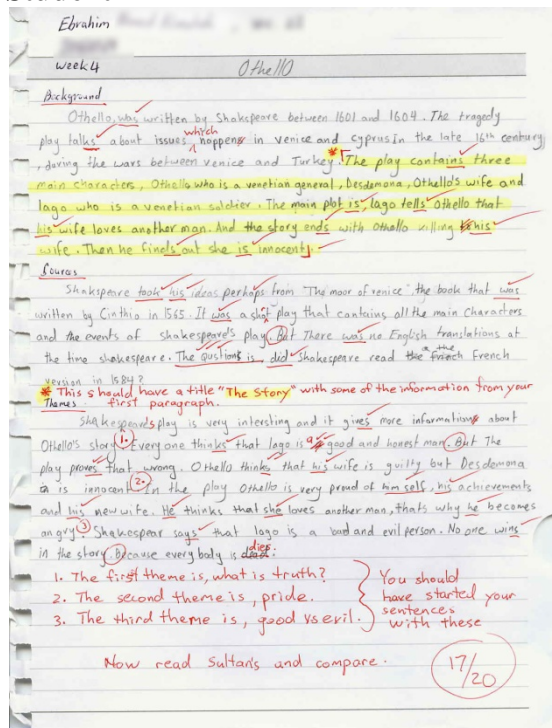 Ebrahim
week 4
Othello
Background
Othello, was written by Shakspeare between 1601 and 1604. The tragedy
play talks about issues which happens in venice and cyprus In the late 16th century
, during the wars between venice and Turkey. * The play contains three
main characters, Othello who is a venetian general, Desdemona, Othello's wife and
Iago who is a venetian soldier. The main plot is, Iago tells Othello that
his wife loves another man. And the story ends with Othello killing his
wife. Then he finds out she is innocent.
Sources
Shakspeare took his ideas perhaps from "The moor of venice" the book that was
written by Cinthio in 1565. It was a short play that contains all the main characters
and the events of shakespeare's play. But There was no English translations at
the time shakespeare. The qustions is, did Shakespeare read the french French
version in 1584?
* This should have a title "The Story" with some of the information from your
first paragraph.
Themes
Shakespeare's play is very intersting and it gives more informations about
Othello's story. 1. Every one thinks that Iago is a good and honest man. But The
play proves that wrong. Othello thinks that his wife is guilty but Desdemona
is innocent. 2. In the play Othello is very proud of him self, his achievements
and his new wife. He thinks that she loves another man, thats why he becomes
angry. 3 Shakespear says that Iago is a bad and evil person. No one wins
in the story. Because every body is dead dies.
1. The first theme is, what is truth?
2. The second theme is, pride.
3. The third theme is, good vs evil.
You should
have started your
sentences
with these
Now read Sultan's and compare.
17/20